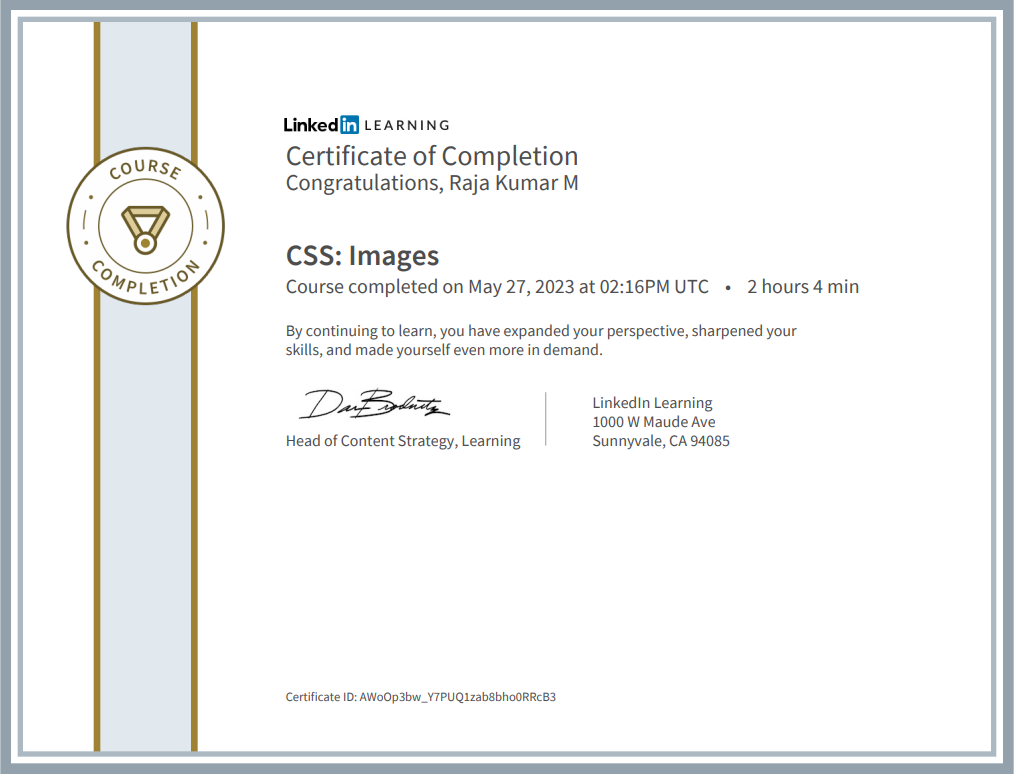 COURSE
COMPLETION
Linked in LEARNING
Certificate of Completion
Congratulations, Raja Kumar M
CSS: Images
Course completed on May 27, 2023 at 02:16PM UTC • 2 hours 4 min
By continuing to learn, you have expanded your perspective, sharpened your
skills, and made yourself even more in demand.
Head of Content Strategy, Learning
LinkedIn Learning
1000 W Maude Ave
Sunnyvale, CA 94085
Certificate ID: AWoOp3bw_Y7PUQ1zab8bho0RRcB3